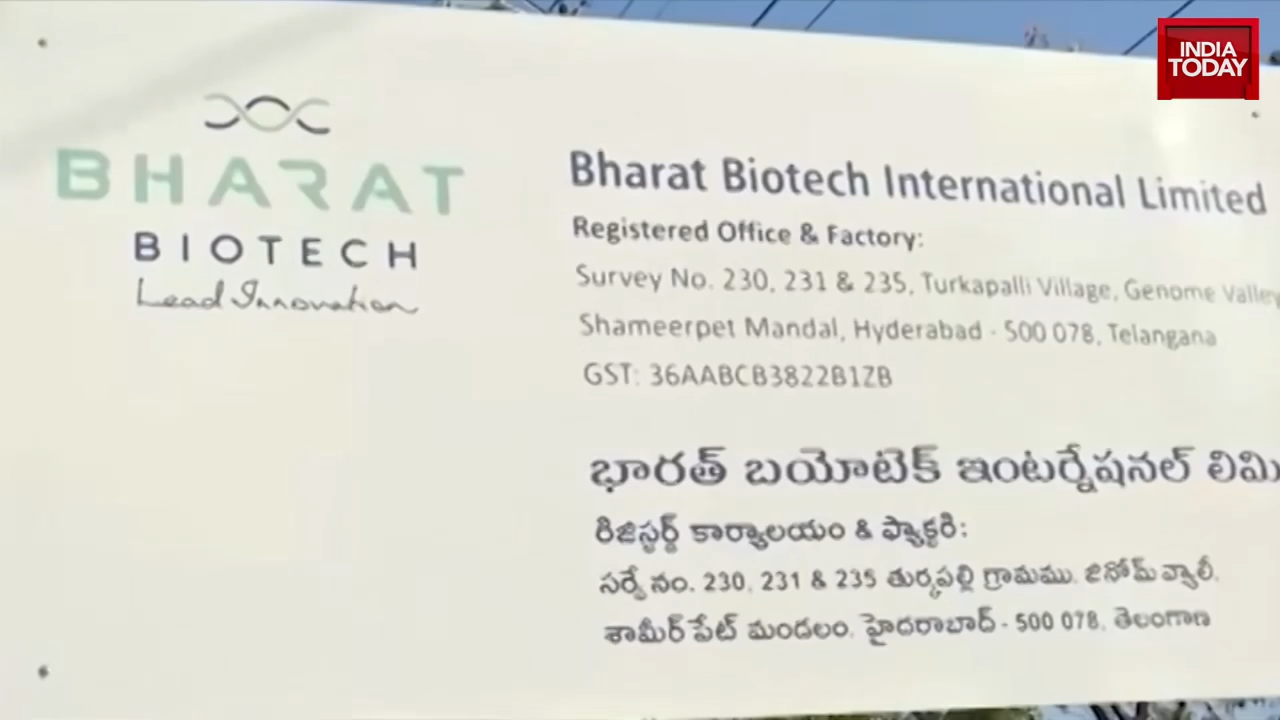 INDIA
TODAY
BHARAT
BIOTECH
Lead Innovation
Bharat Biotech International Limited
Registered Office & Factory:
Survey No. 230, 231 & 235, Turkapalli Village, Genome Valley
Shameerpet Mandal, Hyderabad - 500 078, Telangana
GST: 36AABCB3822B1ZB
భారత్ బయోటెక్ ఇంటర్నేషనల్ లిమి
రిజిస్టర్డ్ కార్యాలయం & ఫ్యాక్టరి:
సర్వే నం. 230, 231 & 235 తుర్కపల్లి గ్రామము, జినోమ్ వ్యాలీ,
శామీర్ పేట్ మండలం, హైదరాబాద్ - 500 078, తెలంగాణ